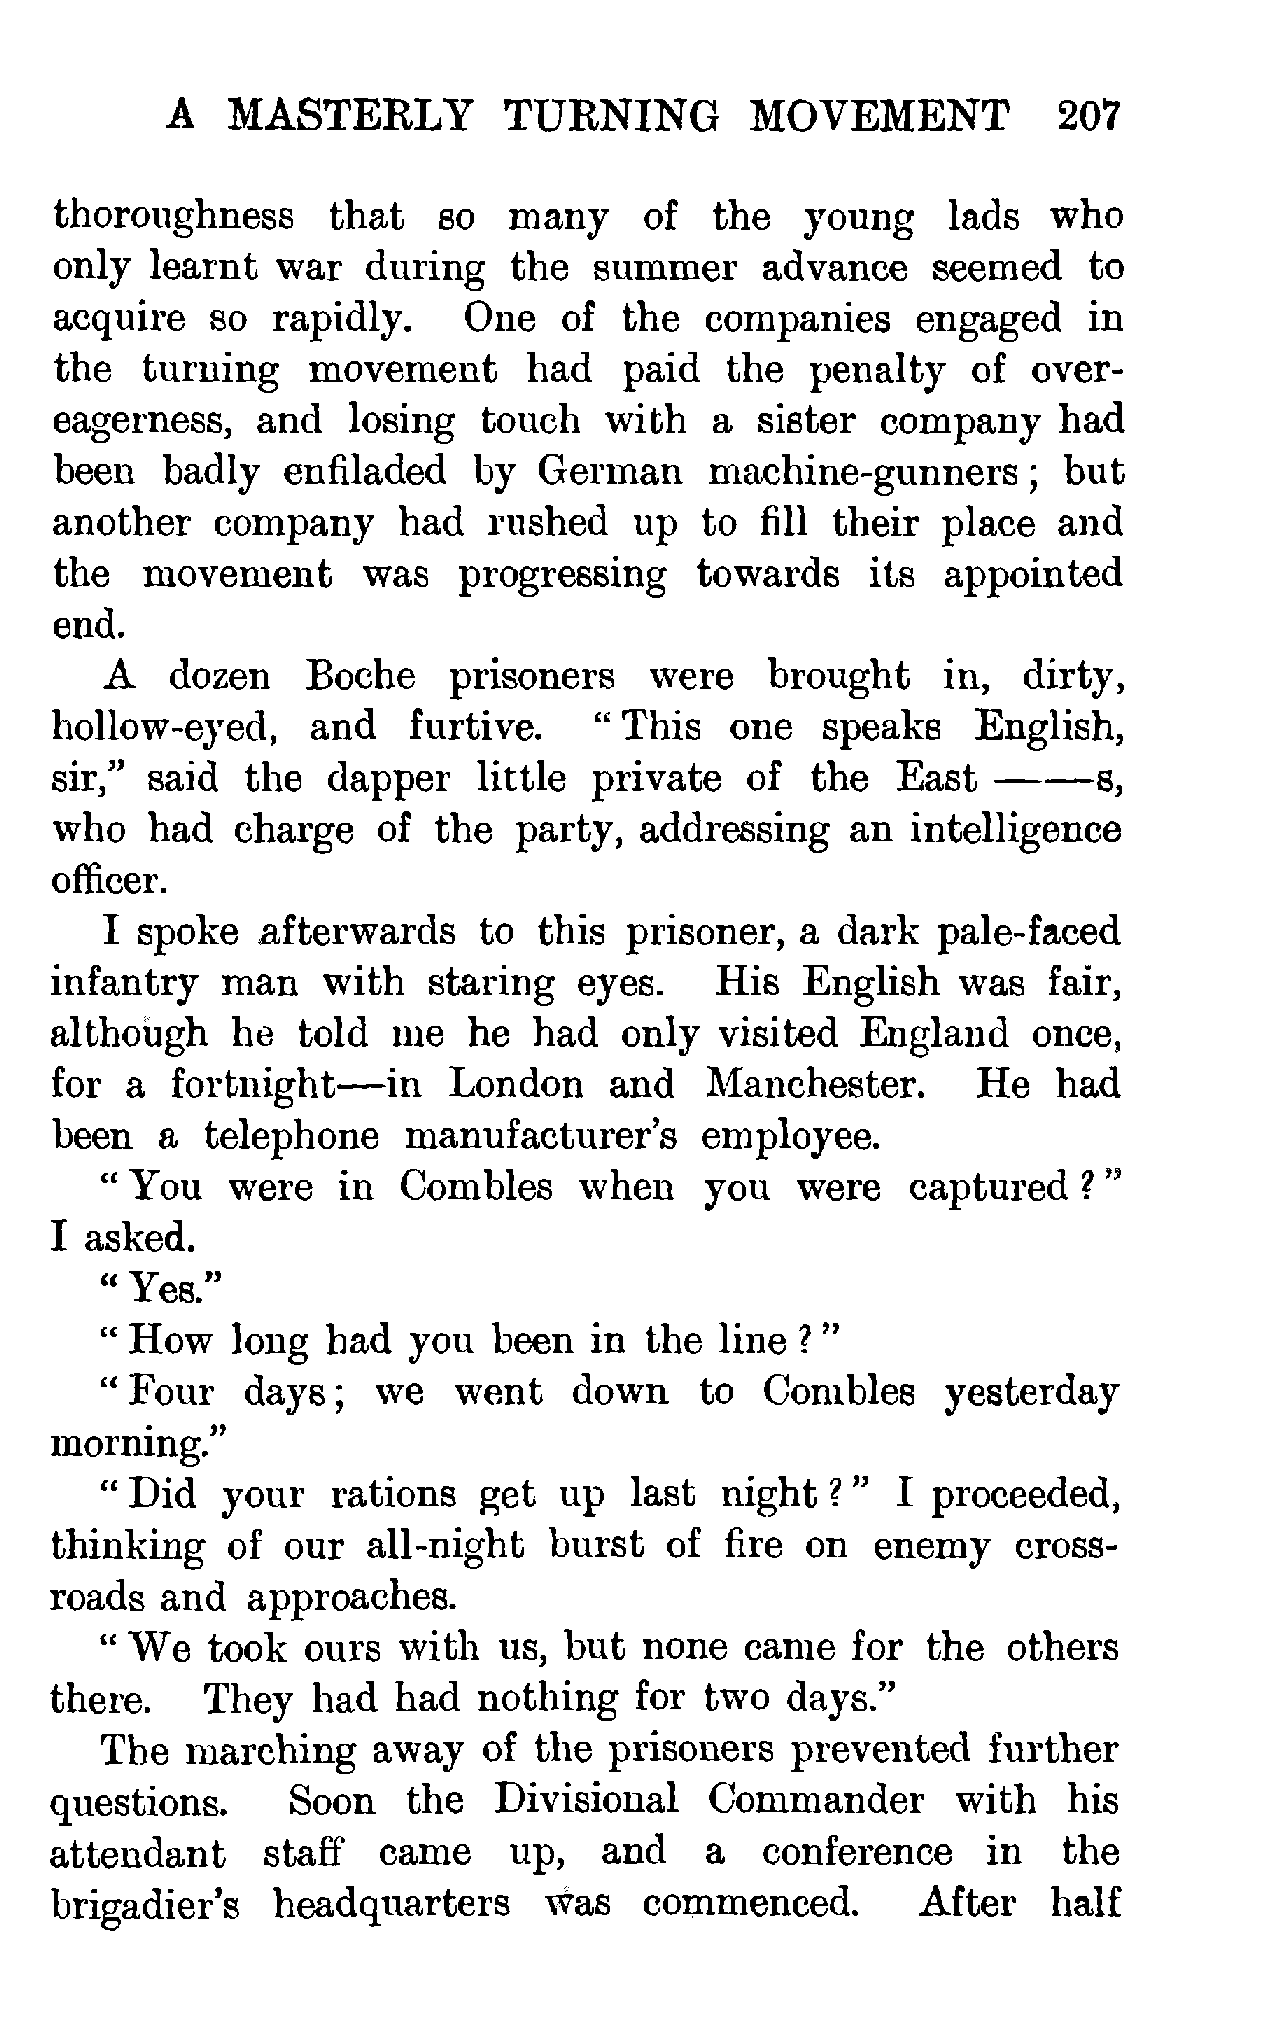 A MASTERLY TURNING MOVEMENT 207
thoroughness that so many of the young lads who
only learnt war during the summer advance seemed to
acquire so rapidly. One of the companies engaged in
the turning movement had paid the penalty of over-
eagerness, and losing touch with a sister company had
been badly enfiladed by German machine-gunners ; but
another company had rushed up to fill their place and
the movement was progressing towards its appointed
end.
A dozen Boche prisoners were brought in, dirty,
hollow-eyed, and furtive. “ This one speaks English,
sir,” said the dapper little private of the East ——s,
who had charge of the party, addressing an intelligence
officer.
I spoke afterwards to this prisoner, a dark pale-faced
infantry man with staring eyes. His English was fair,
although he told me he had only visited England once,
for a fortnight—in London and Manchester. He had
been a telephone manufacturer’s employee.
“ You were in Combles when you were captured ? ”
I asked.
“ Yes.”
“ How long had you been in the line ? ”
“ Four days ; we went down to Combles yesterday
morning.”
“ Did your rations get up last night ? ” I proceeded,
thinking of our all-night burst of fire on enemy cross-
roads and approaches.
“ We took ours with us, but none came for the others
there. They had had nothing for two days.”
The marching away of the prisoners prevented further
questions. Soon the Divisional Commander with his
attendant staff came up, and a conference in the
brigadier’s headquarters was commenced. After half